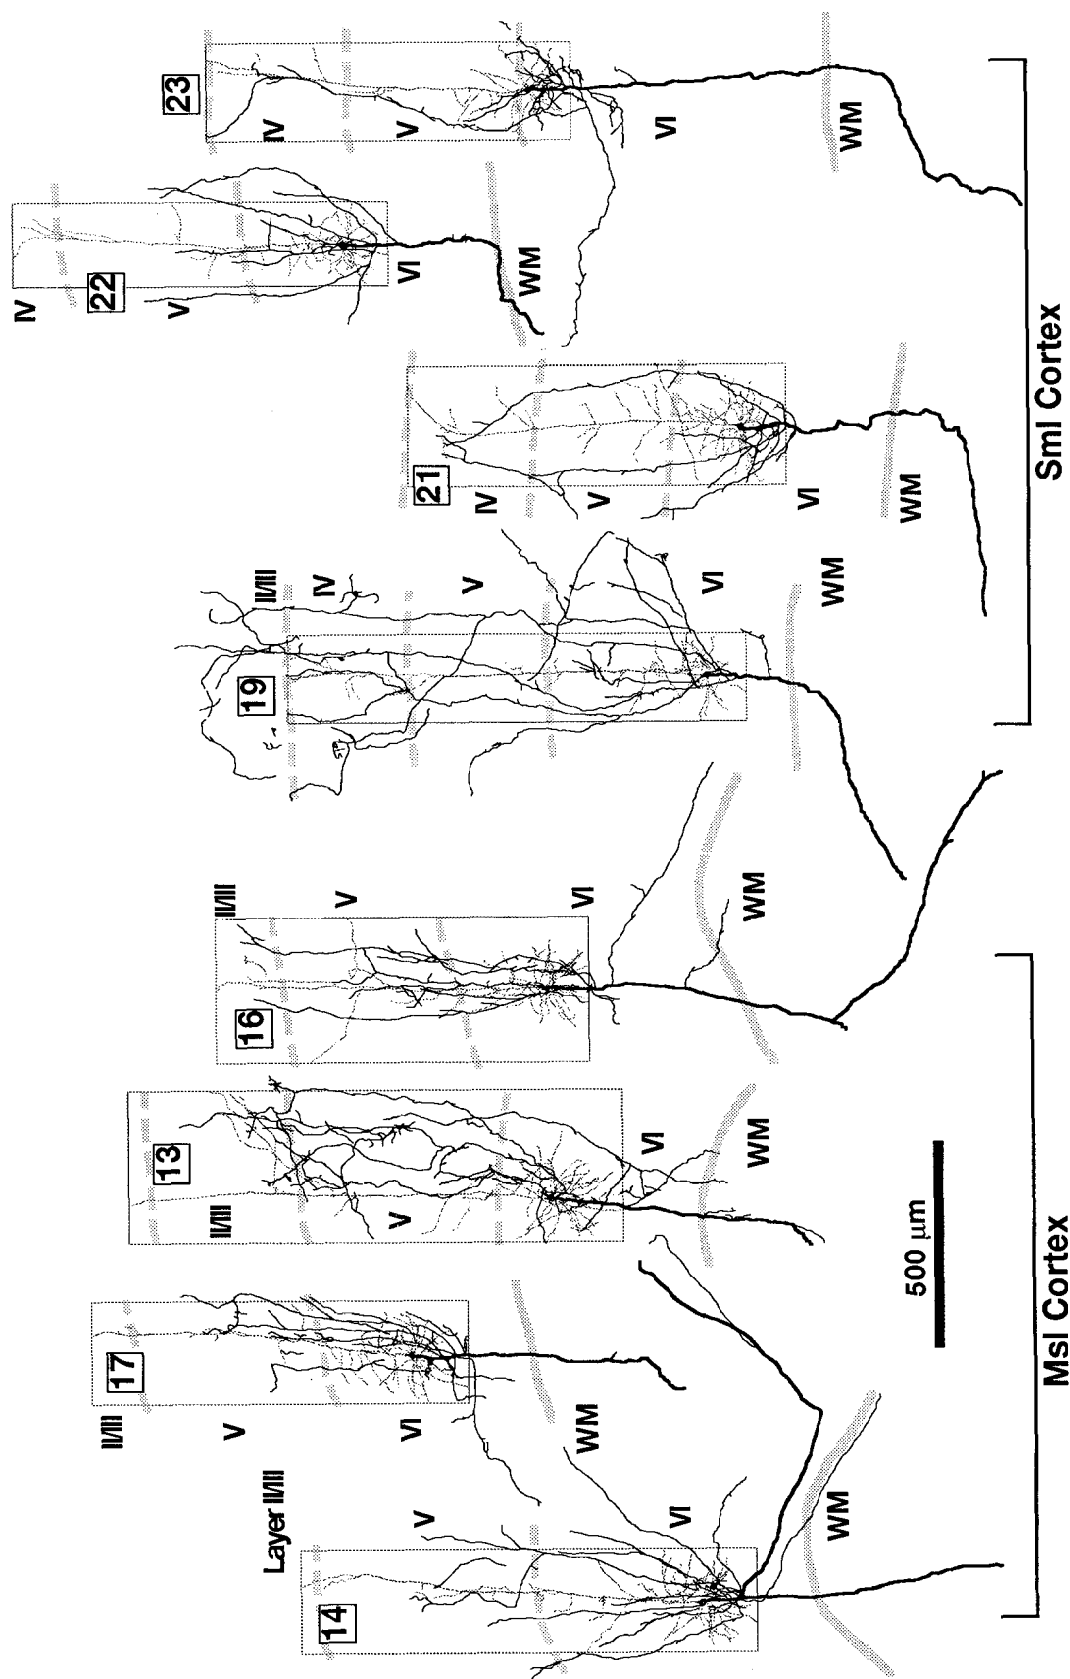 14
Layer II/III
V
VI
WM
17
II/III
V
VI
WM
13
II/III
V
VI
WM
16
II/III
V
VI
WM
19
II/III
IV
V
VI
WM
21
IV
V
VI
WM
22
IV
V
VI
WM
23
IV
V
VI
WM
500 μm
MsI Cortex
SmI Cortex